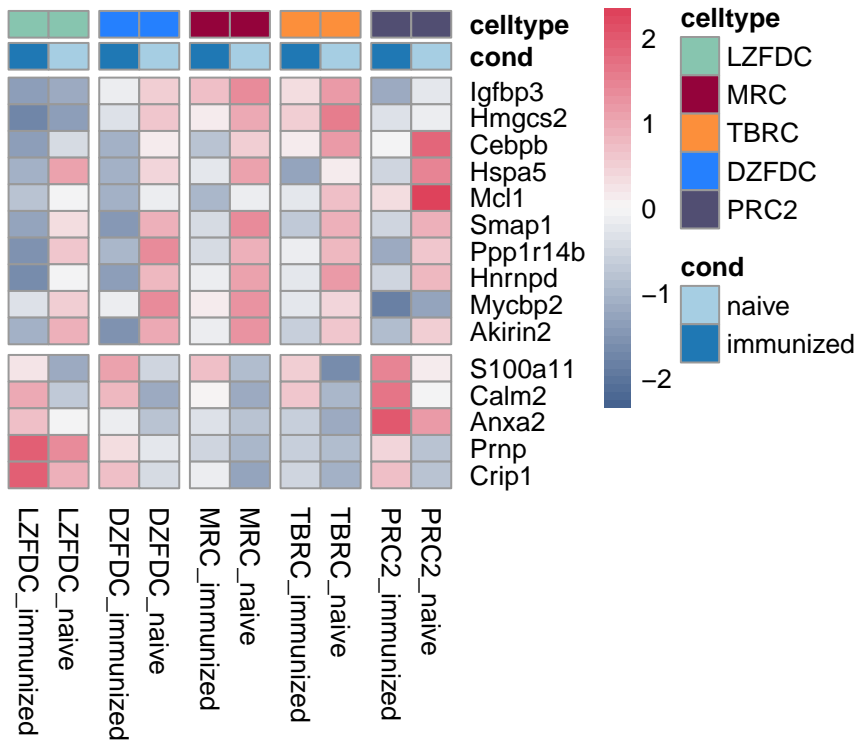 celltype
cond
Igfbp3
Hmgcs2
Cebpb
Hspa5
Mcl1
Smap1
Ppp1r14b
Hnrnpd
Mycbp2
Akirin2
S100a11
Calm2
Anxa2
Prnp
Crip1
LZFDC_immunized
LZFDC_naive
DZFDC_immunized
DZFDC_naive
MRC_immunized
MRC_naive
TBRC_immunized
TBRC_naive
PRC2_immunized
PRC2_naive
2
1
0
−1
−2
celltype
LZFDC
MRC
TBRC
DZFDC
PRC2
cond
naive
immunized